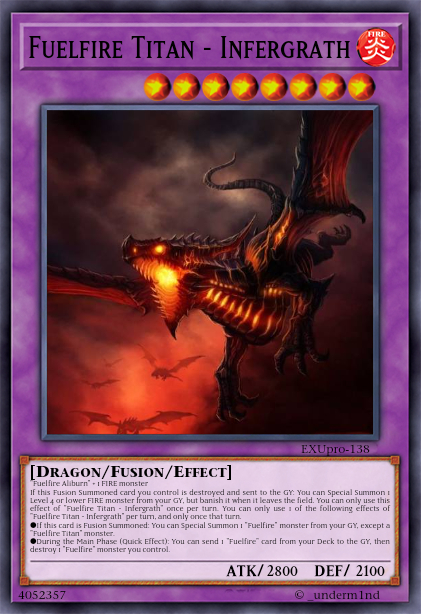 Fuelfire Titan - Infergrath
FIRE
炎
EXUpro-138
[Dragon/Fusion/Effect]
"Fuelfire Aliburn" + 1 FIRE monster
If this Fusion Summoned card you control is destroyed and sent to the GY: You can Special Summon 1
Level 4 or lower FIRE monster from your GY, but banish it when it leaves the field. You can only use this
effect of "Fuelfire Titan - Infergrath" once per turn. You can only use 1 of the following effects of
"Fuelfire Titan - Infergrath" per turn, and only once that turn.
●If this card is Fusion Summoned: You can Special Summon 1 "Fuelfire" monster from your GY, except a
"Fuelfire Titan" monster.
●During the Main Phase (Quick Effect): You can send 1 "Fuelfire" card from your Deck to the GY, then
destroy 1 "Fuelfire" monster you control.
ATK/ 2800 DEF/ 2100
4052357 © _underm1nd